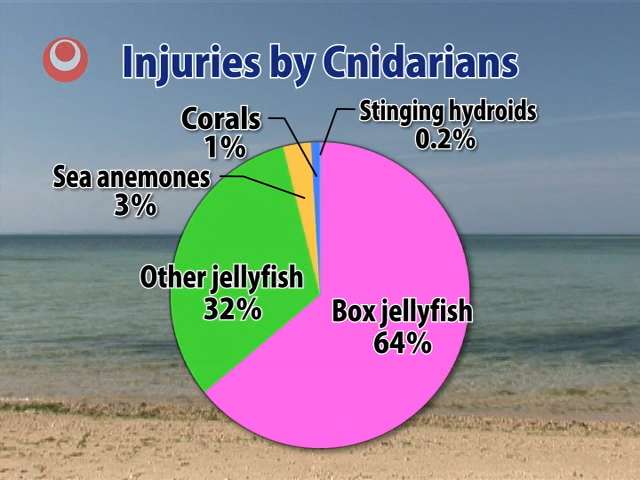 Injuries by Cnidarians
Corals
1%
Stinging hydroids
0.2%
Sea anemones
3%
Other jellyfish
32%
Box jellyfish
64%